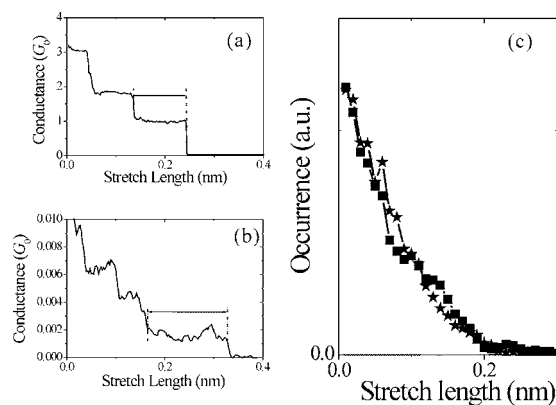 (a)
Conductance (G₀)
4
3
2
1
0
0.0
0.2
0.4
Stretch Length (nm)
(b)
Conductance (G₀)
0.010
0.008
0.006
0.004
0.002
0.000
0.0
0.2
0.4
Stretch Length (nm)
(c)
Occurrence (a.u.)
0.0
0.0
0.2
Stretch length (nm)